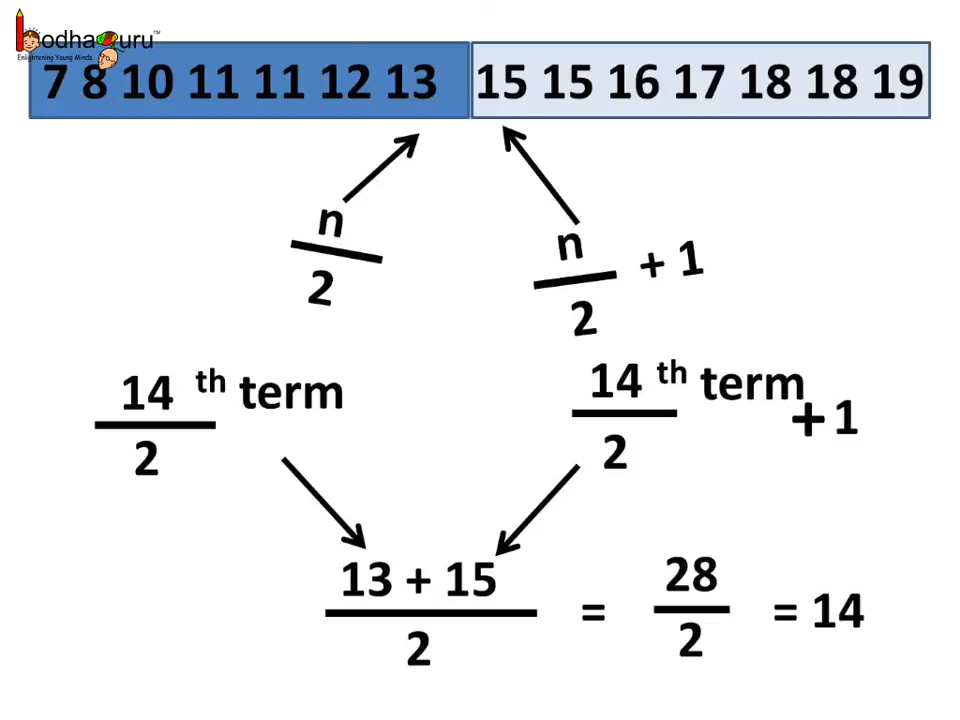 BodhaGuru™
Enlightening Young Minds
7 8 10 11 11 12 13 15 15 16 17 18 18 19
n
2
n
2
+ 1
14 th term
2
14 th term
2
+ 1
13 + 15
2
=
28
2
= 14